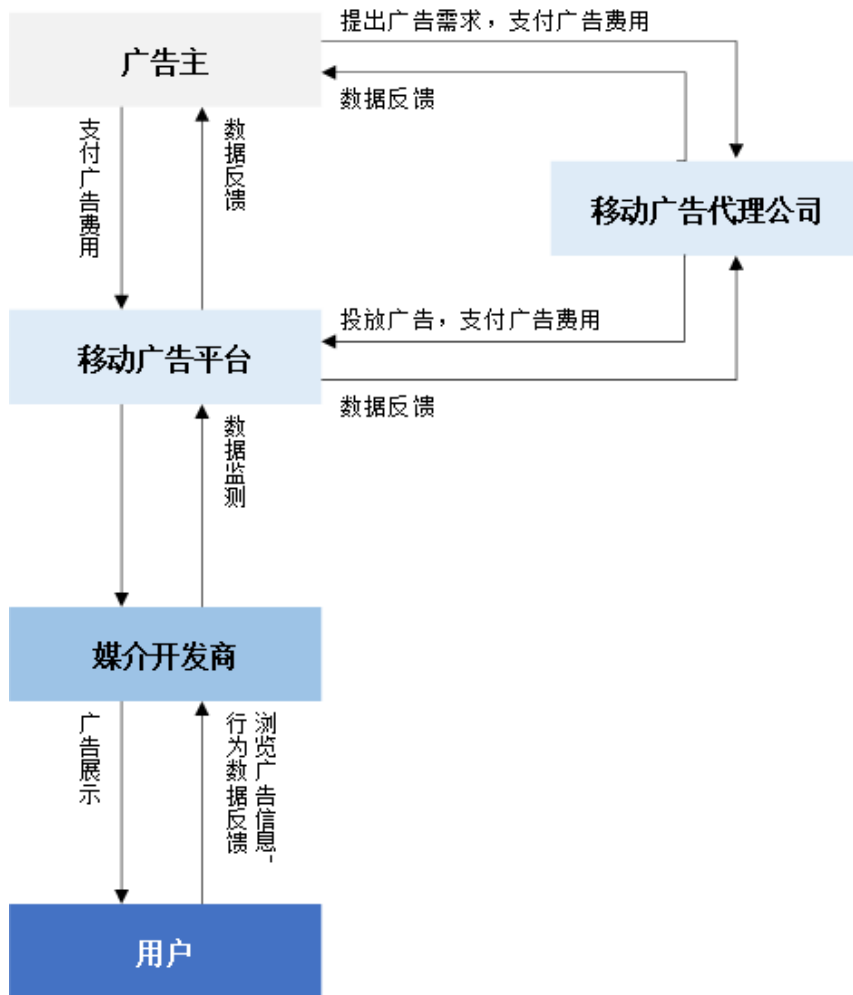 提出广告需求，支付广告费用
广告主
数据反馈
支付广告费用
数据反馈
移动广告代理公司
投放广告，支付广告费用
移动广告平台
数据反馈
数据监测
媒介开发商
广告展示
浏览广告信息-
行为数据反馈
用户